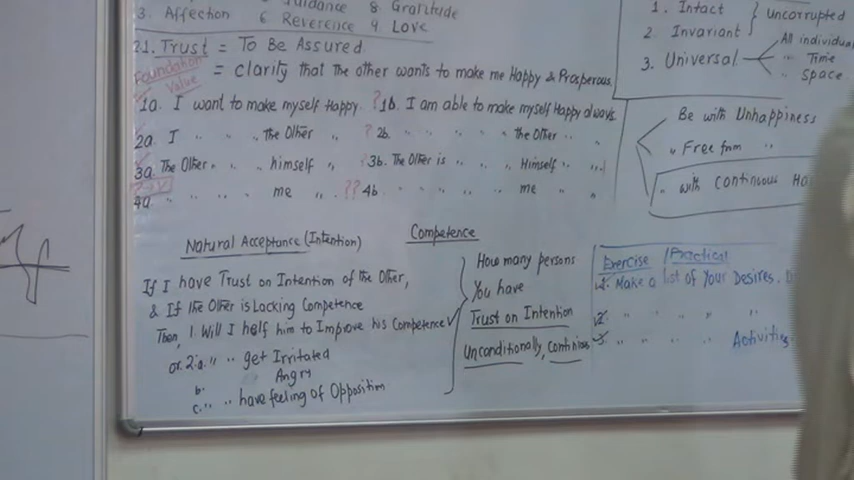 Guidance 8. Gratitude
3. Affection 6. Reverence 9. Love
21. Trust = To Be Assured
Foundation Value = Clarity that the other wants to make me Happy & Prosperous.
1a. I want to make myself Happy. ? 1b. I am able to make myself Happy always.
2a I " " the Other " ? 2b. " " " " the Other " "
3a The Other " " himself " ? 3b. The Other is " " Himself " "
4a " " " me " ?? 4b " " " " me " "
Natural Acceptance (Intention) Competence
If I have Trust on Intention of the Other,
& If the Other is Lacking Competence
Then, 1. Will I half him to Improve his Competence ✓
or 2. a. " " get Irritated
b. Angry
c. " " have feeling of Opposition
How many persons
You have
Trust on Intention
Unconditionally, continuous
1. Intact
2. Invariant } Uncorrupted
3. Universal All individual
" Time
" Space
Be with Unhappiness
" Free from "
" with Continuous
Exercise / Practical
1. Make a list of Your Desires.
2. " " " "
3. " " " Activities